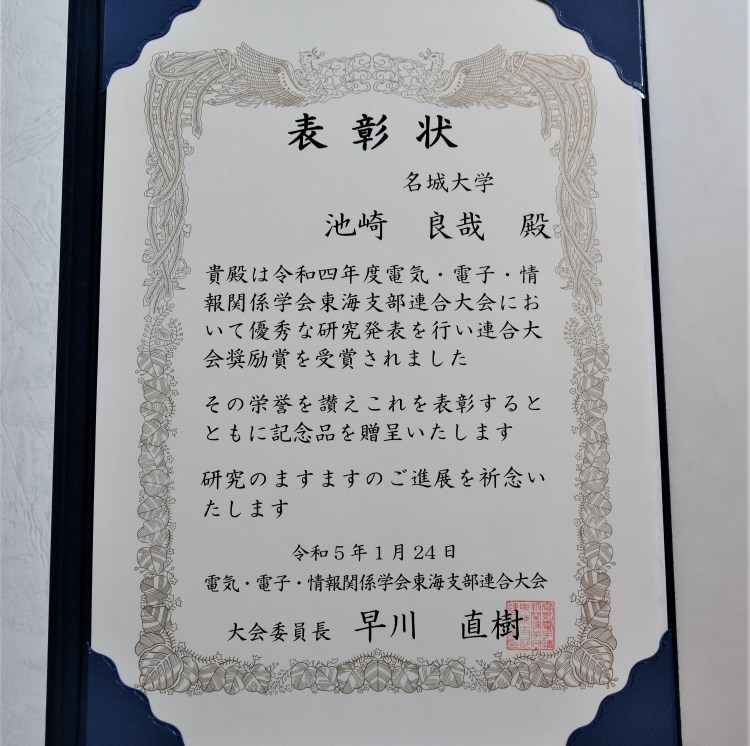 表彰状
名城大学
池崎 良哉 殿
貴殿は令和四年度電気・電子・情
報関係学会東海支部連合大会にお
いて優秀な研究発表を行い連合大
会奨励賞を受賞されました
その栄誉を讃えこれを表彰すると
ともに記念品を贈呈いたします
研究のますますのご進展を祈念い
たします
令和5年1月24日
電気・電子・情報関係学会東海支部連合大会
大会委員長 早川 直樹